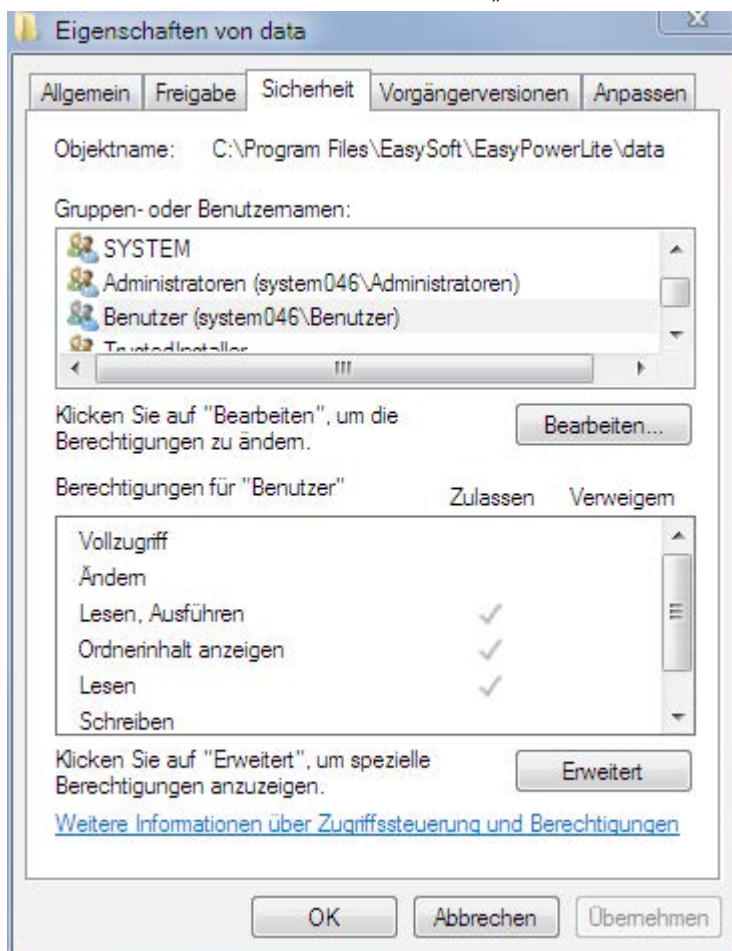 Eigenschaften von data
Allgemein Freigabe Sicherheit Vorgängerversionen Anpassen
Objektname: C:\Program Files\EasySoft\EasyPowerLite\data
Gruppen- oder Benutzernamen:
SYSTEM
Administratoren (system046\Administratoren)
Benutzer (system046\Benutzer)
TrustedInstaller
Klicken Sie auf "Bearbeiten", um die
Berechtigungen zu ändern.
Bearbeiten...
Berechtigungen für "Benutzer" Zulassen Verweigern
Vollzugriff
Ändern
Lesen, Ausführen
Ordnerinhalt anzeigen
Lesen
Schreiben
Klicken Sie auf "Erweitert", um spezielle
Berechtigungen anzuzeigen.
Erweitert
Weitere Informationen über Zugriffssteuerung und Berechtigungen
OK Abbrechen Übernehmen